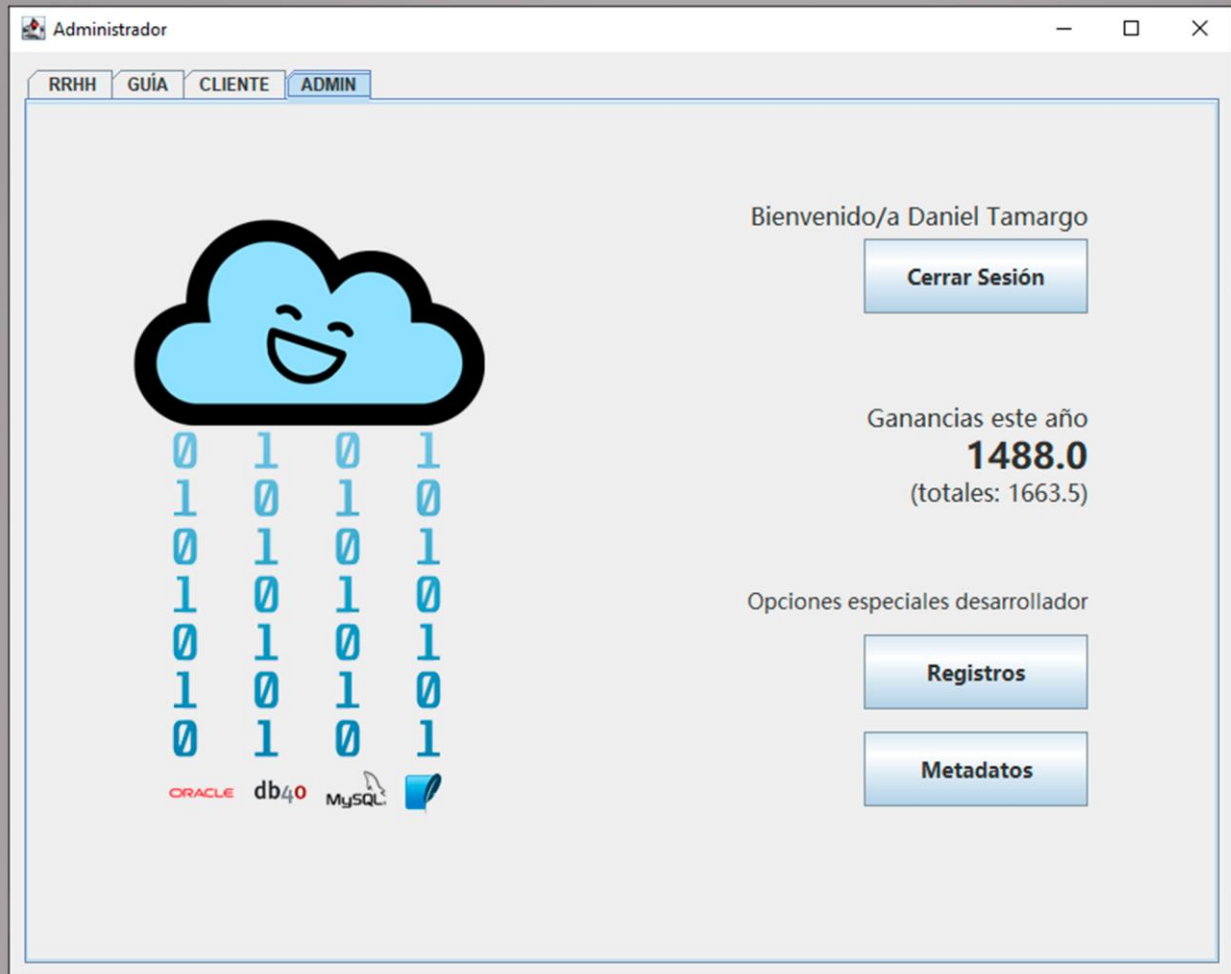 Administrador
RRHH GUÍA CLIENTE ADMIN
Bienvenido/a Daniel Tamargo
Cerrar Sesión
Ganancias este año
1488.0
(totales: 1663.5)
Opciones especiales desarrollador
Registros
Metadatos
0 1 0 1
1 0 1 0
0 1 0 1
1 0 1 0
0 1 0 1
1 0 1 0
0 1 0 1
ORACLE db4o MySQL